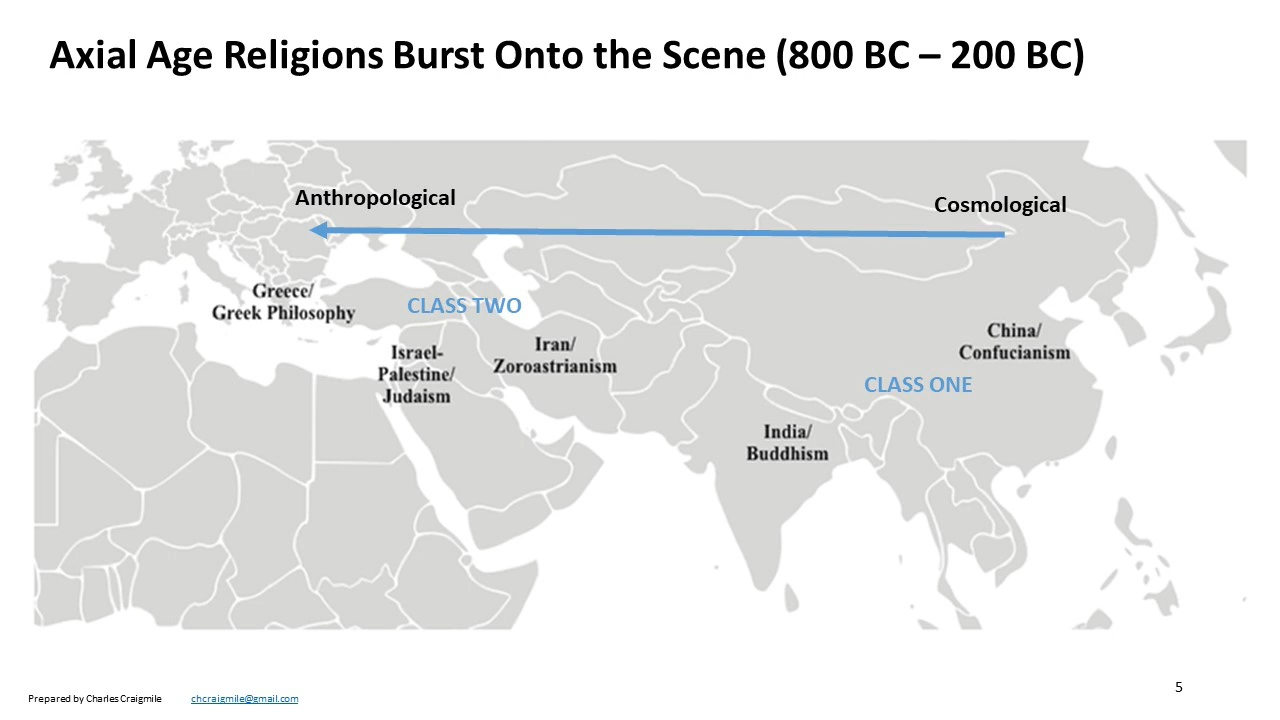 Axial Age Religions Burst Onto the Scene (800 BC – 200 BC)
Anthropological
Cosmological
Greece/
Greek Philosophy
CLASS TWO
Israel-
Palestine/
Judaism
Iran/
Zoroastrianism
China/
Confucianism
CLASS ONE
India/
Buddhism
5
Prepared by Charles Craigmile chcraigmile@gmail.com